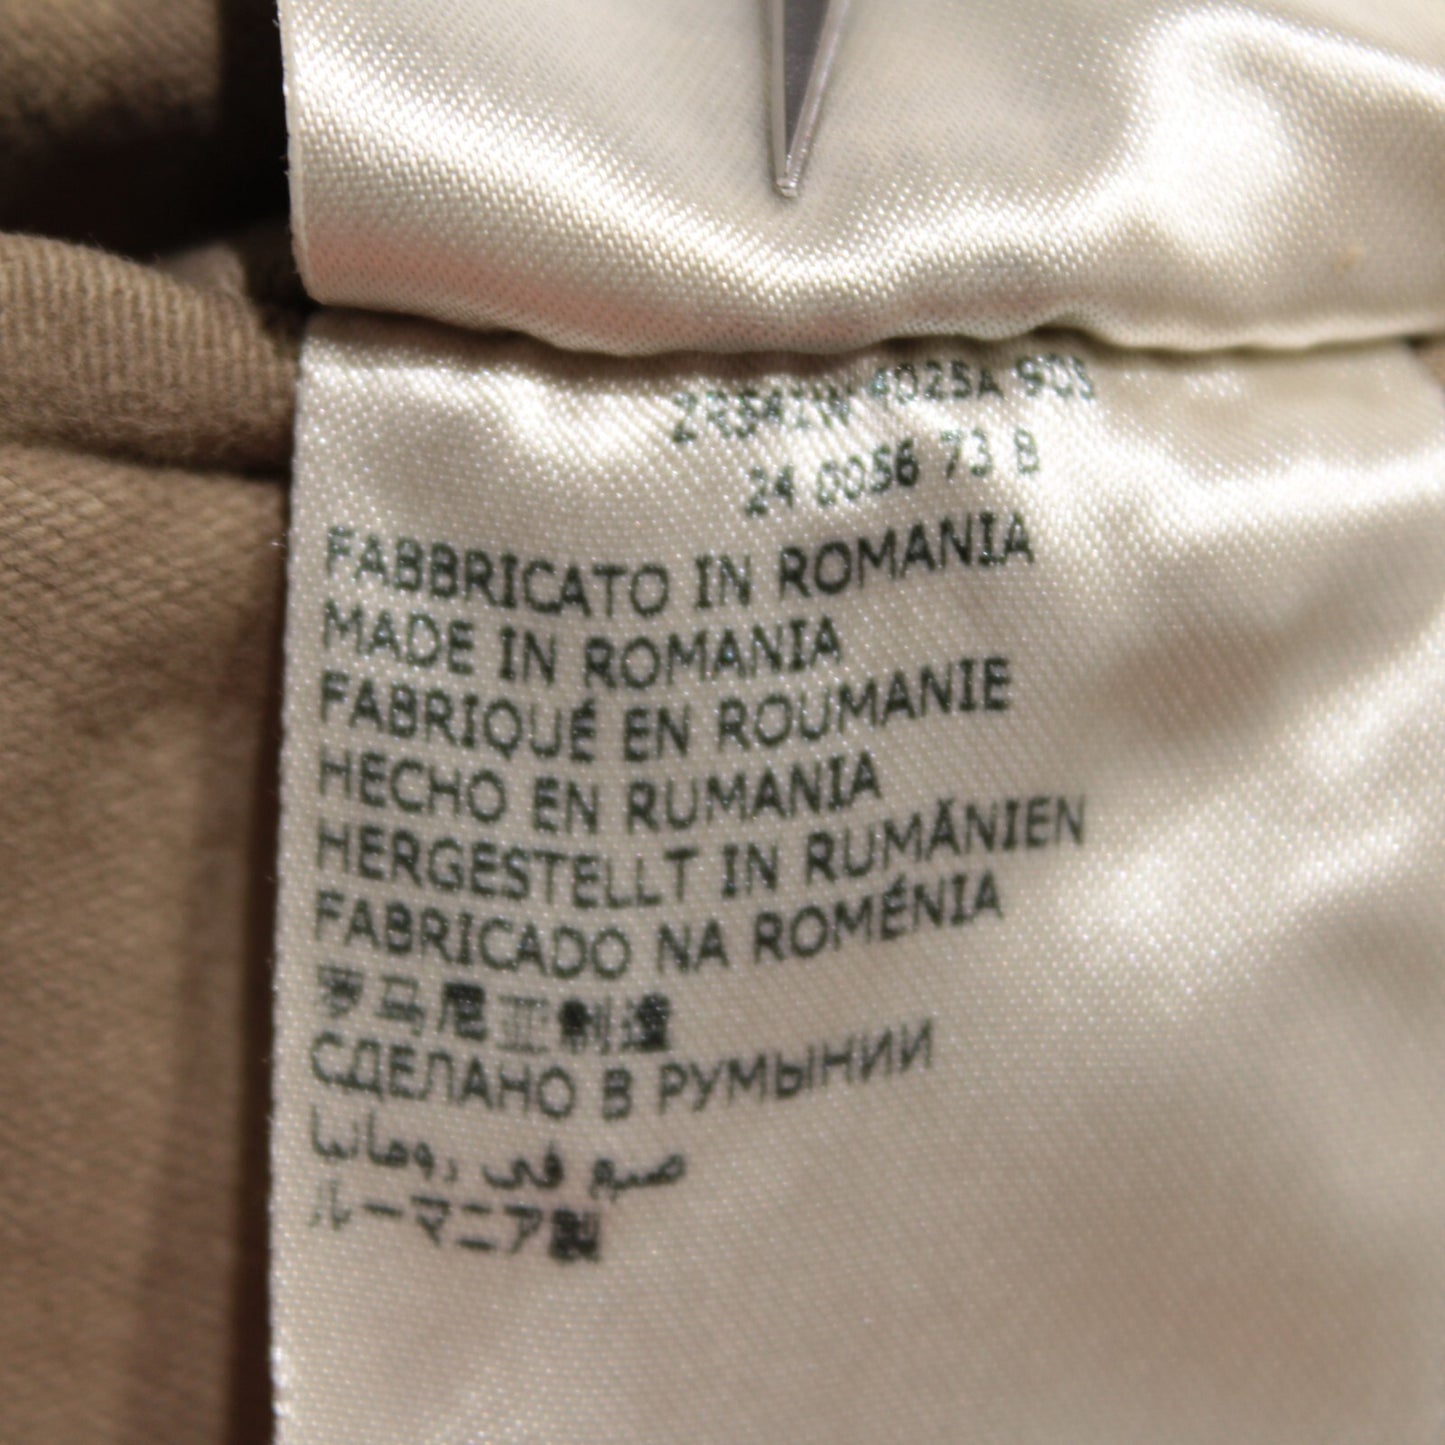 ZR542W 4025A 903
24 0056 73 B
FABBRICATO IN ROMANIA
MADE IN ROMANIA
FABRIQUÉ EN ROUMANIE
HECHO EN RUMANIA
HERGESTELLT IN RUMÄNIEN
FABRICADO NA ROMÉNIA
罗马尼亚制造
СДЕЛАНО В РУМЫНИИ
صنع في رومانيا
ルーマニア製